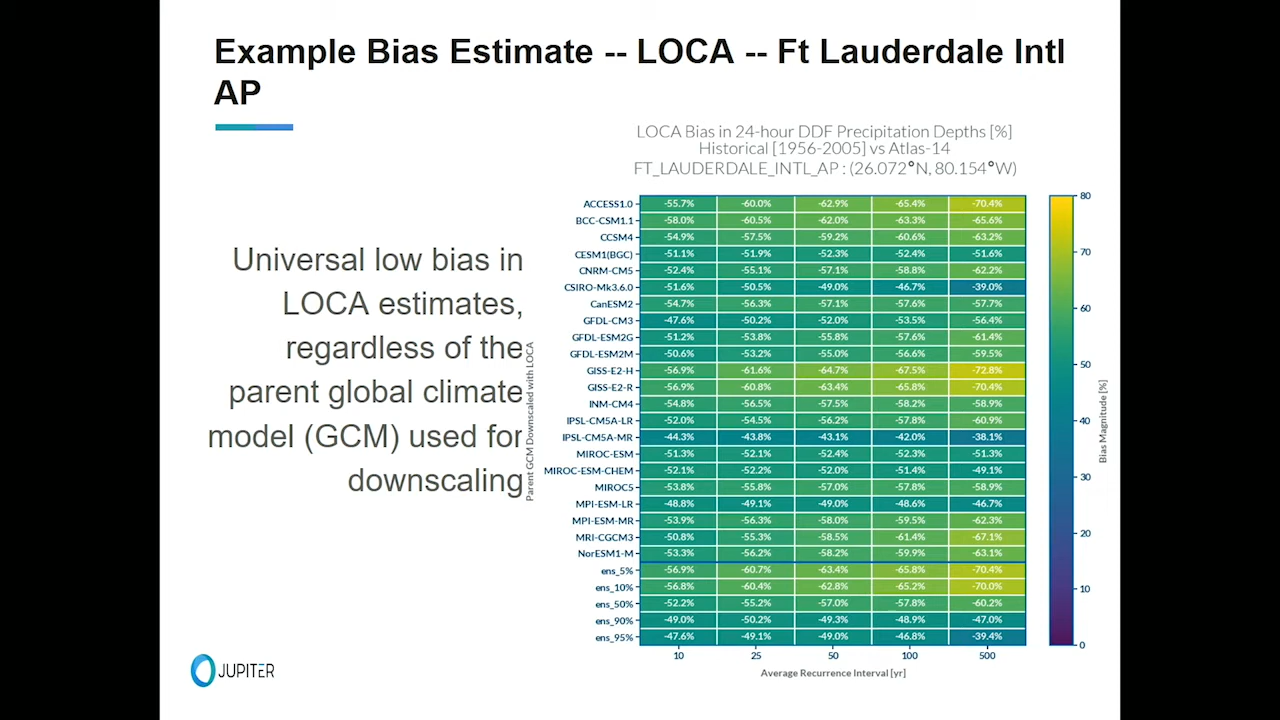 Example Bias Estimate -- LOCA -- Ft Lauderdale Intl
AP
Universal low bias in
LOCA estimates,
regardless of the
parent global climate
model (GCM) used for
downscaling
LOCA Bias in 24-hour DDF Precipitation Depths [%]
Historical [1956-2005] vs Atlas-14
FT_LAUDERDALE_INTL_AP : (26.072°N, 80.154°W)
Parent GCM Downscaled with LOCA
ACCESS1.0 -55.7% -60.0% -62.9% -65.4% -70.4%
BCC-CSM1.1 -58.0% -60.5% -62.0% -63.3% -65.6%
CCSM4 -54.9% -57.5% -59.2% -60.6% -63.2%
CESM1(BGC) -51.1% -51.9% -52.3% -52.4% -51.6%
CNRM-CM5 -52.4% -55.1% -57.1% -58.8% -62.2%
CSIRO-Mk3.6.0 -51.6% -50.5% -49.0% -46.7% -39.0%
CanESM2 -54.7% -56.3% -57.1% -57.6% -57.7%
GFDL-CM3 -47.6% -50.2% -52.0% -53.5% -56.4%
GFDL-ESM2G -51.2% -53.8% -55.8% -57.6% -61.4%
GFDL-ESM2M -50.6% -53.2% -55.0% -56.6% -59.5%
GISS-E2-H -56.9% -61.6% -64.7% -67.5% -72.8%
GISS-E2-R -56.9% -60.8% -63.4% -65.8% -70.4%
INM-CM4 -54.8% -56.5% -57.5% -58.2% -58.9%
IPSL-CM5A-LR -52.0% -54.5% -56.2% -57.8% -60.9%
IPSL-CM5A-MR -44.3% -43.8% -43.1% -42.0% -38.1%
MIROC-ESM -51.3% -52.1% -52.4% -52.3% -51.3%
MIROC-ESM-CHEM -52.1% -52.2% -52.0% -51.4% -49.1%
MIROC5 -53.8% -55.8% -57.0% -57.8% -58.9%
MPI-ESM-LR -48.8% -49.1% -49.0% -48.6% -46.7%
MPI-ESM-MR -53.9% -56.3% -58.0% -59.5% -62.3%
MRI-CGCM3 -50.8% -55.3% -58.5% -61.4% -67.1%
NorESM1-M -53.3% -56.2% -58.2% -59.9% -63.1%
ens_5% -56.9% -60.7% -63.4% -65.8% -70.4%
ens_10% -56.8% -60.4% -62.8% -65.2% -70.0%
ens_50% -52.2% -55.2% -57.0% -57.8% -60.2%
ens_90% -49.0% -50.2% -49.3% -48.9% -47.0%
ens_95% -47.6% -49.1% -49.0% -46.8% -39.4%
10 25 50 100 500
Average Recurrence Interval [yr]
80
70
60
50
40
30
20
10
0
Bias Magnitude [%]
JUPITER